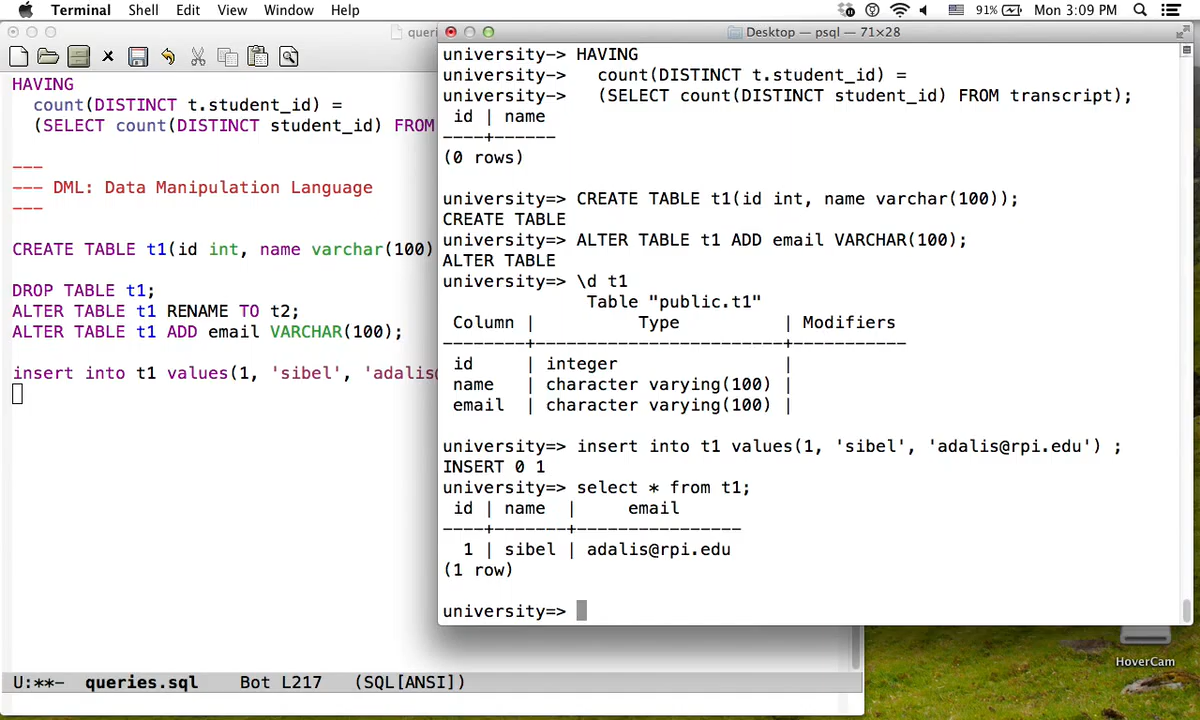 Terminal Shell Edit View Window Help 91% Mon 3:09 PM
queri
Desktop — psql — 71×28
HAVING
count(DISTINCT t.student_id) =
(SELECT count(DISTINCT student_id) FROM
---
--- DML: Data Manipulation Language
---
CREATE TABLE t1(id int, name varchar(100)
DROP TABLE t1;
ALTER TABLE t1 RENAME TO t2;
ALTER TABLE t1 ADD email VARCHAR(100);
insert into t1 values(1, 'sibel', 'adalis@
U:**- queries.sql Bot L217 (SQL[ANSI])
university-> HAVING
university-> count(DISTINCT t.student_id) =
university-> (SELECT count(DISTINCT student_id) FROM transcript);
id | name
----+------
(0 rows)
university=> CREATE TABLE t1(id int, name varchar(100));
CREATE TABLE
university=> ALTER TABLE t1 ADD email VARCHAR(100);
ALTER TABLE
university=> \d t1
Table "public.t1"
Column | Type | Modifiers
--------+------------------------+-----------
id | integer |
name | character varying(100) |
email | character varying(100) |
university=> insert into t1 values(1, 'sibel', 'adalis@rpi.edu') ;
INSERT 0 1
university=> select * from t1;
id | name | email
----+-------+----------------
1 | sibel | adalis@rpi.edu
(1 row)
university=>
HoverCam